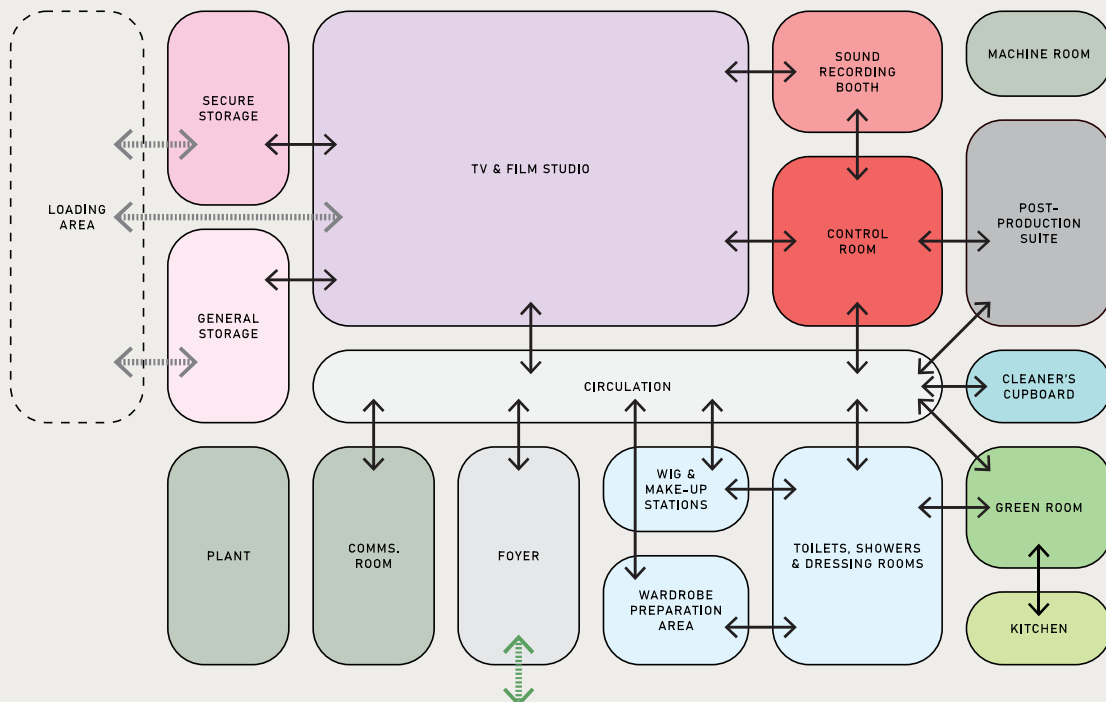 SOUND
RECORDING
BOOTH
MACHINE ROOM
SECURE
STORAGE
TV & FILM STUDIO
LOADING
AREA
POST-
PRODUCTION
SUITE
CONTROL
ROOM
GENERAL
STORAGE
CIRCULATION
CLEANER'S
CUPBOARD
PLANT
COMMS.
ROOM
FOYER
WIG &
MAKE-UP
STATIONS
TOILETS, SHOWERS
& DRESSING ROOMS
GREEN ROOM
WARDROBE
PREPARATION
AREA
KITCHEN